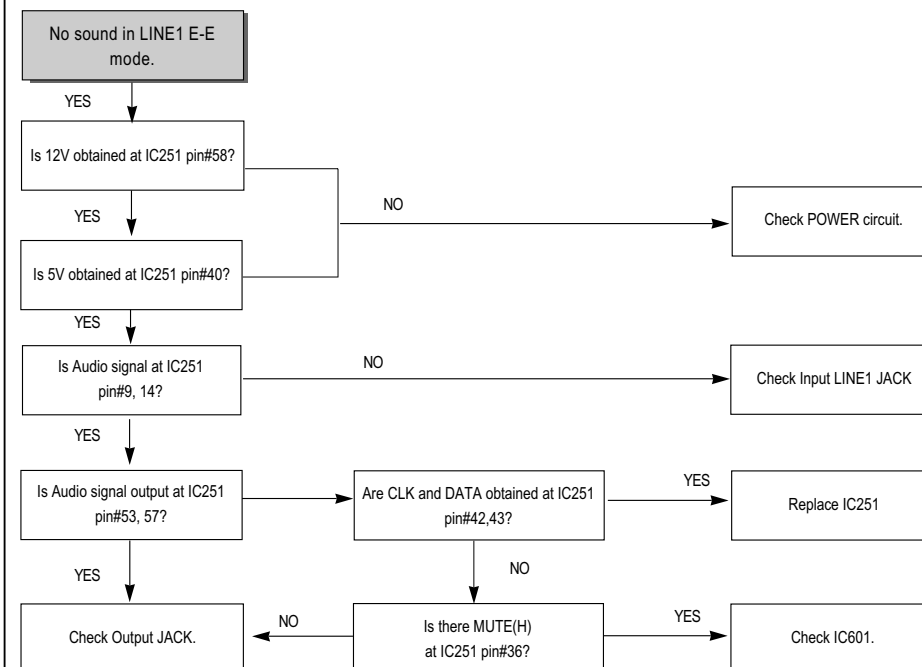 No sound in LINE1 E-E
mode.
YES
Is 12V obtained at IC251 pin#58?
NO
Check POWER circuit.
YES
Is 5V obtained at IC251 pin#40?
YES
Is Audio signal at IC251
pin#9, 14?
NO
Check Input LINE1 JACK
YES
Is Audio signal output at IC251
pin#53, 57?
Are CLK and DATA obtained at IC251
pin#42,43?
YES
Replace IC251
YES
NO
Check Output JACK.
NO
Is there MUTE(H)
at IC251 pin#36?
YES
Check IC601.